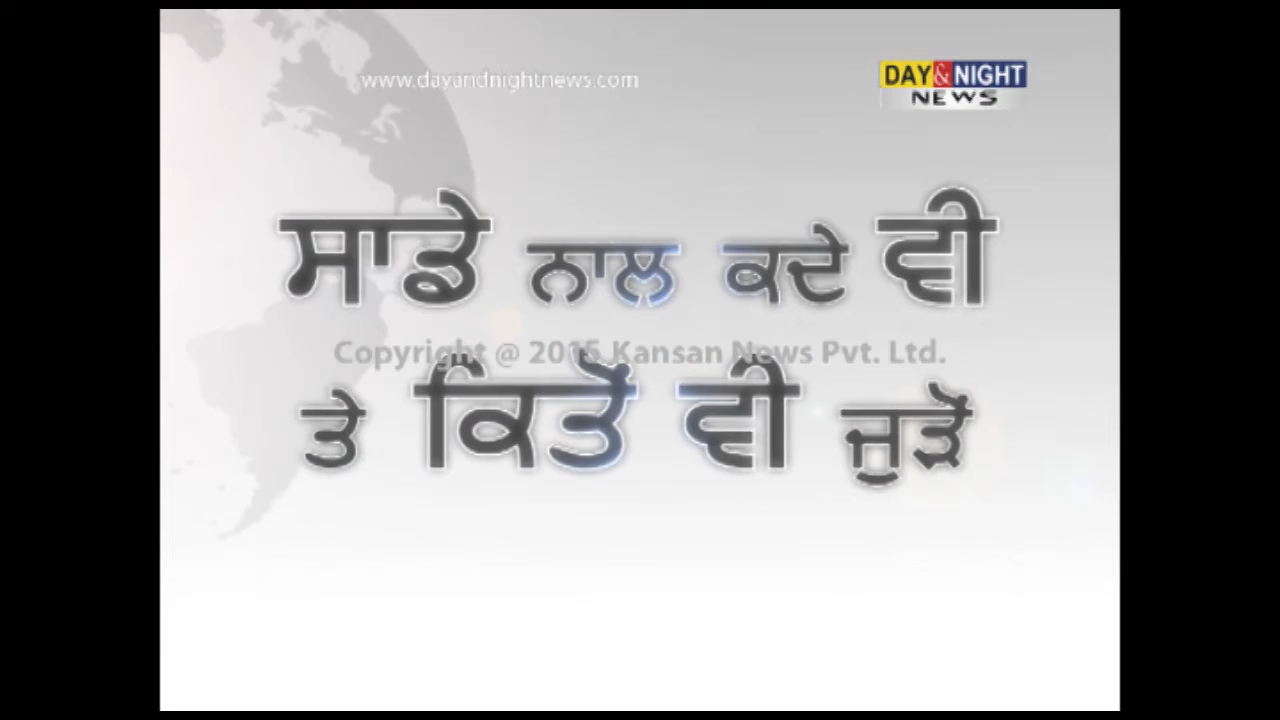 www.dayandnightnews.com
DAY&NIGHT
NEWS
ਸਾਡੇ ਨਾਲ ਕਦੇ ਵੀ
Copyright @ 2015 Kansan News Pvt. Ltd.
ਤੇ ਕਿਤੋਂ ਵੀ ਜੁੜੋਂ